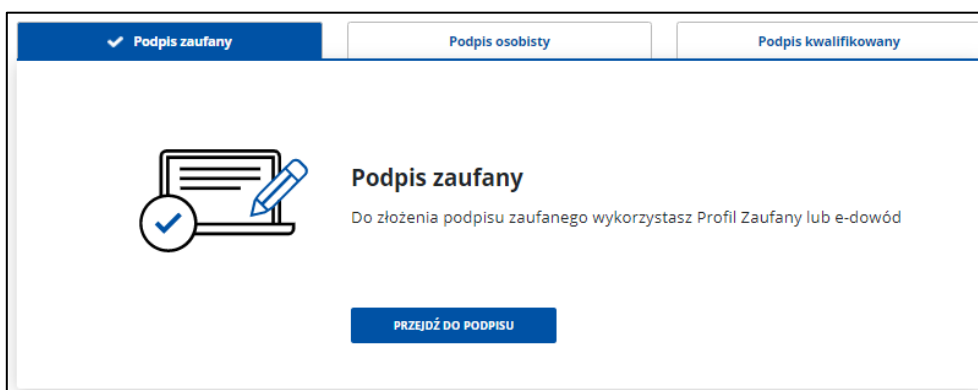 Podpis zaufany
Podpis osobisty
Podpis kwalifikowany
Podpis zaufany
Do złożenia podpisu zaufanego wykorzystasz Profil Zaufany lub e-dowód
PRZEJDŹ DO PODPISU